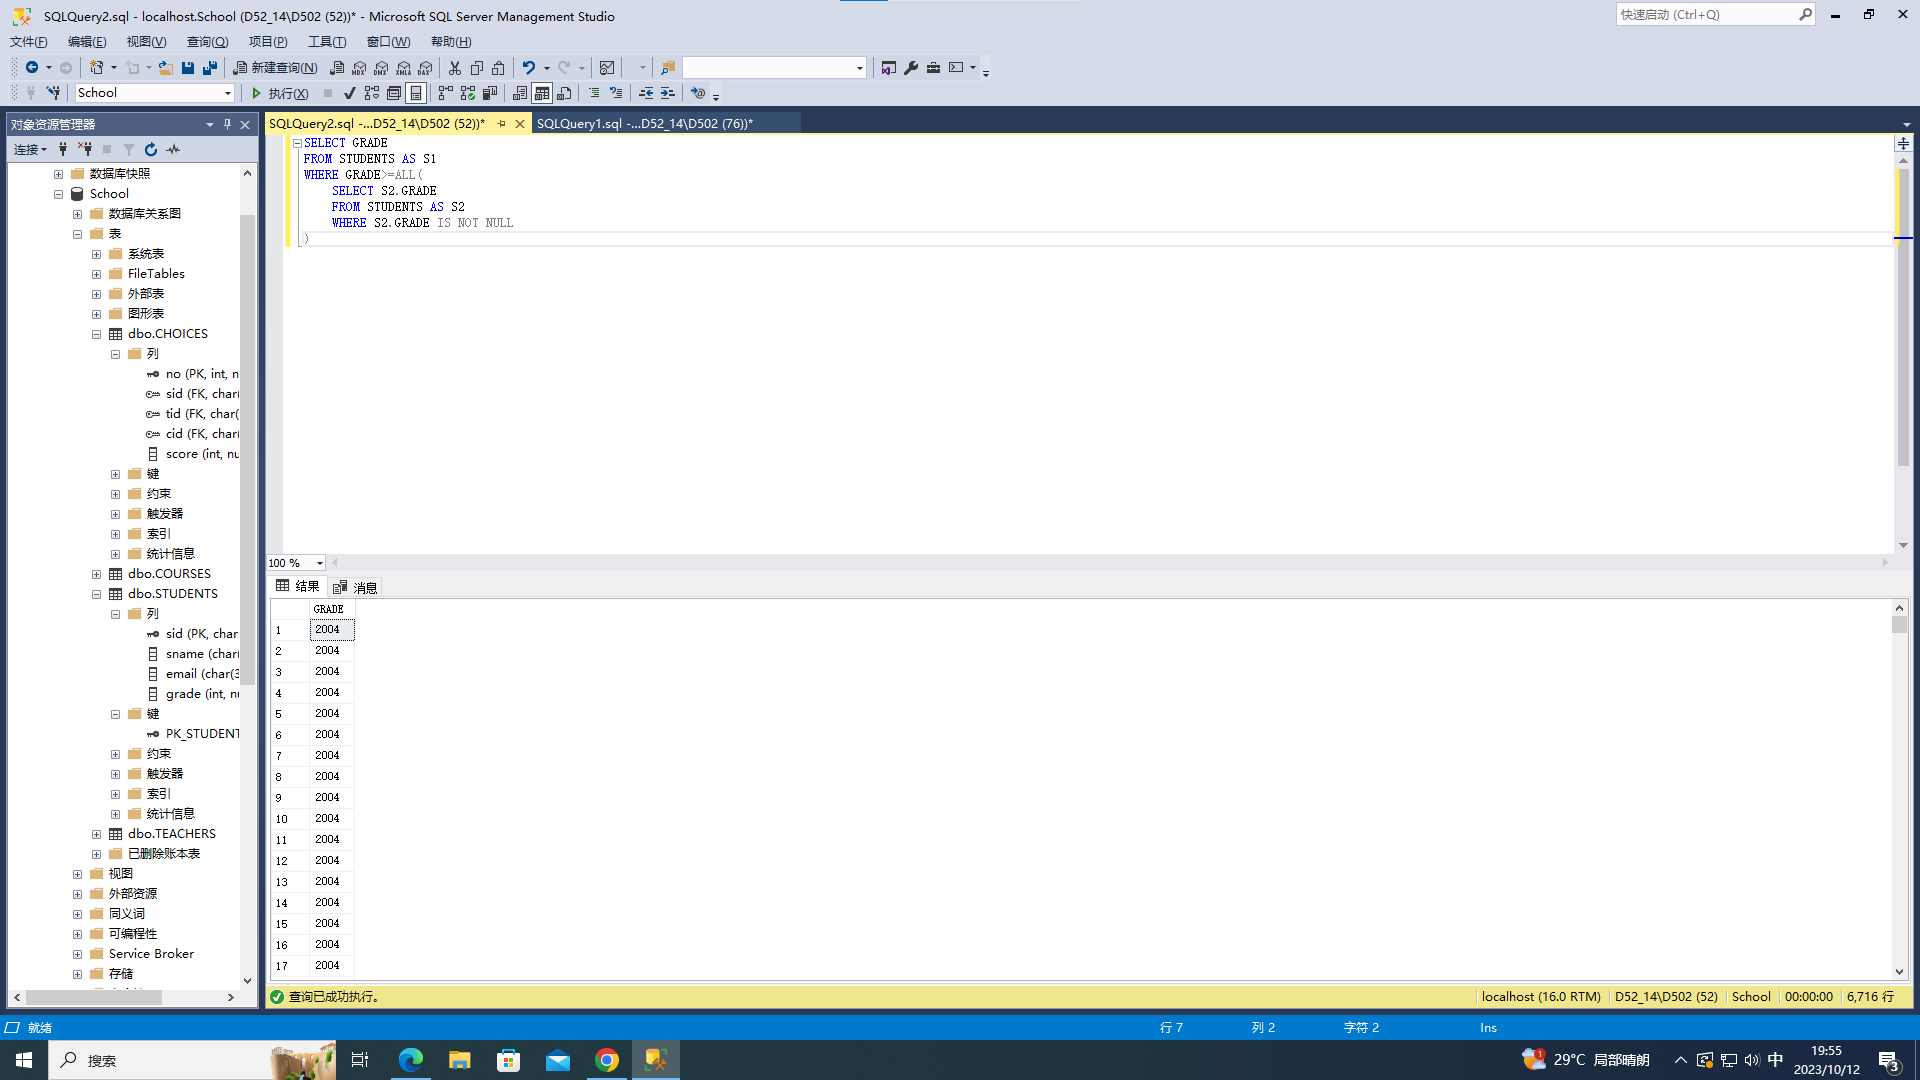 SQLQuery2.sql - localhost.School (D52_14\D502 (52))* - Microsoft SQL Server Management Studio
快速启动 (Ctrl+Q)
文件(F) 编辑(E) 视图(V) 查询(Q) 项目(P) 工具(T) 窗口(W) 帮助(H)
新建查询(N) MDX DMX XMLA DAX
School
执行(X)
对象资源管理器
SQLQuery2.sql -...D52_14\D502 (52))*
SQLQuery1.sql -...D52_14\D502 (76))*
连接
数据库快照
School
数据库关系图
表
系统表
FileTables
外部表
图形表
dbo.CHOICES
列
no (PK, int, n
sid (FK, char(
tid (FK, char(
cid (FK, char(
score (int, nu
键
约束
触发器
索引
统计信息
dbo.COURSES
dbo.STUDENTS
列
sid (PK, char
sname (char(
email (char(3
grade (int, nu
键
PK_STUDENT
约束
触发器
索引
统计信息
dbo.TEACHERS
已删除账本表
视图
外部资源
同义词
可编程性
Service Broker
存储
SELECT GRADE
FROM STUDENTS AS S1
WHERE GRADE>=ALL(
SELECT S2.GRADE
FROM STUDENTS AS S2
WHERE S2.GRADE IS NOT NULL
)
100 %
结果 消息
GRADE
1 2004
2 2004
3 2004
4 2004
5 2004
6 2004
7 2004
8 2004
9 2004
10 2004
11 2004
12 2004
13 2004
14 2004
15 2004
16 2004
17 2004
查询已成功执行。
localhost (16.0 RTM) D52_14\D502 (52) School 00:00:00 6,716 行
就绪
行 7 列 2 字符 2 Ins
搜索
1
29°C 局部晴朗
中
19:55
2023/10/12
3